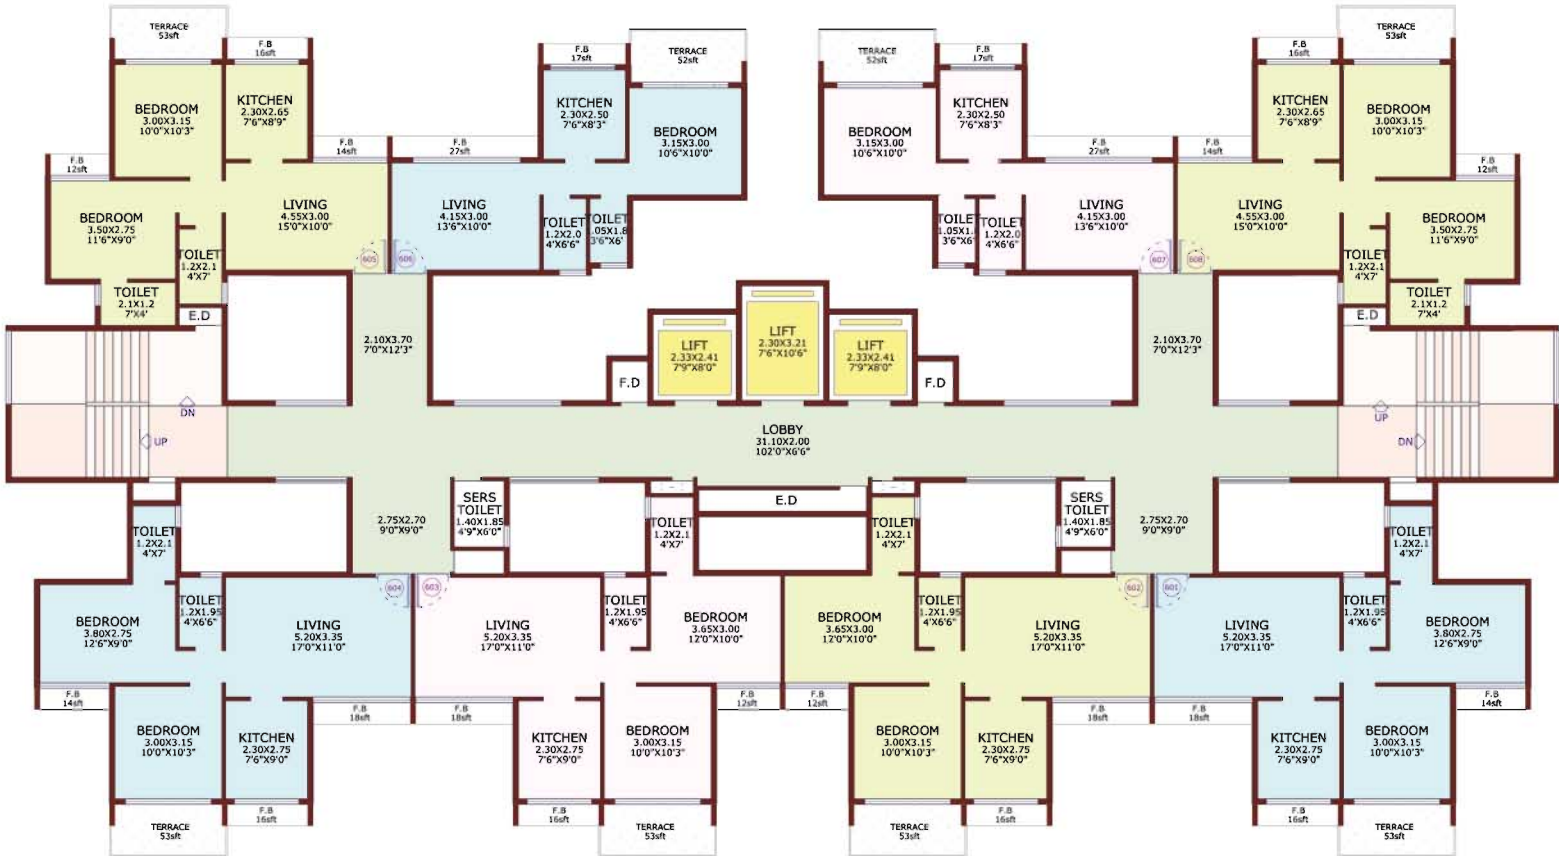 TERRACE
53sft
F.B
16sft
BEDROOM
3.00X3.15
10'0"X10'3"
KITCHEN
2.30X2.65
7'6"X8'9"
F.B
12sft
F.B
14sft
BEDROOM
3.50X2.75
11'6"X9'0"
LIVING
4.55X3.00
15'0"X10'0"
TOILET
1.2X2.1
4'X7'
TOILET
2.1X1.2
7'X4'
E.D
605
F.B
17sft
TERRACE
52sft
KITCHEN
2.30X2.50
7'6"X8'3"
BEDROOM
3.15X3.00
10'6"X10'0"
F.B
27sft
LIVING
4.15X3.00
13'6"X10'0"
TOILET
1.2X2.0
4'X6'6"
TOILET
1.05X1.8
3'6"X6'
606
TERRACE
52sft
F.B
17sft
BEDROOM
3.15X3.00
10'6"X10'0"
KITCHEN
2.30X2.50
7'6"X8'3"
F.B
27sft
LIVING
4.15X3.00
13'6"X10'0"
TOILET
1.05X1.8
3'6"X6'
TOILET
1.2X2.0
4'X6'6"
607
F.B
16sft
TERRACE
53sft
KITCHEN
2.30X2.65
7'6"X8'9"
BEDROOM
3.00X3.15
10'0"X10'3"
F.B
14sft
F.B
12sft
LIVING
4.55X3.00
15'0"X10'0"
BEDROOM
3.50X2.75
11'6"X9'0"
TOILET
1.2X2.1
4'X7'
TOILET
2.1X1.2
7'X4'
E.D
608
2.10X3.70
7'0"X12'3"
F.D
LIFT
2.33X2.41
7'9"X8'0"
LIFT
2.30X3.21
7'6"X10'6"
LIFT
2.33X2.41
7'9"X8'0"
F.D
2.10X3.70
7'0"X12'3"
DN
UP
LOBBY
31.10X2.00
102'0"X6'6"
UP
DN
2.75X2.70
9'0"X9'0"
SERS
TOILET
1.40X1.85
4'9"X6'0"
E.D
SERS
TOILET
1.40X1.85
4'9"X6'0"
2.75X2.70
9'0"X9'0"
TOILET
1.2X2.1
4'X7'
TOILET
1.2X1.95
4'X6'6"
604
BEDROOM
3.80X2.75
12'6"X9'0"
LIVING
5.20X3.35
17'0"X11'0"
F.B
14sft
F.B
18sft
BEDROOM
3.00X3.15
10'0"X10'3"
KITCHEN
2.30X2.75
7'6"X9'0"
F.B
16sft
TERRACE
53sft
603
TOILET
1.2X2.1
4'X7'
LIVING
5.20X3.35
17'0"X11'0"
TOILET
1.2X1.95
4'X6'6"
BEDROOM
3.65X3.00
12'0"X10'0"
F.B
18sft
F.B
12sft
KITCHEN
2.30X2.75
7'6"X9'0"
BEDROOM
3.00X3.15
10'0"X10'3"
F.B
16sft
TERRACE
53sft
TOILET
1.2X2.1
4'X7'
602
BEDROOM
3.65X3.00
12'0"X10'0"
TOILET
1.2X1.95
4'X6'6"
LIVING
5.20X3.35
17'0"X11'0"
F.B
12sft
F.B
18sft
BEDROOM
3.00X3.15
10'0"X10'3"
KITCHEN
2.30X2.75
7'6"X9'0"
TERRACE
53sft
F.B
16sft
601
TOILET
1.2X2.1
4'X7'
LIVING
5.20X3.35
17'0"X11'0"
TOILET
1.2X1.95
4'X6'6"
BEDROOM
3.80X2.75
12'6"X9'0"
F.B
18sft
F.B
14sft
KITCHEN
2.30X2.75
7'6"X9'0"
BEDROOM
3.00X3.15
10'0"X10'3"
F.B
16sft
TERRACE
53sft